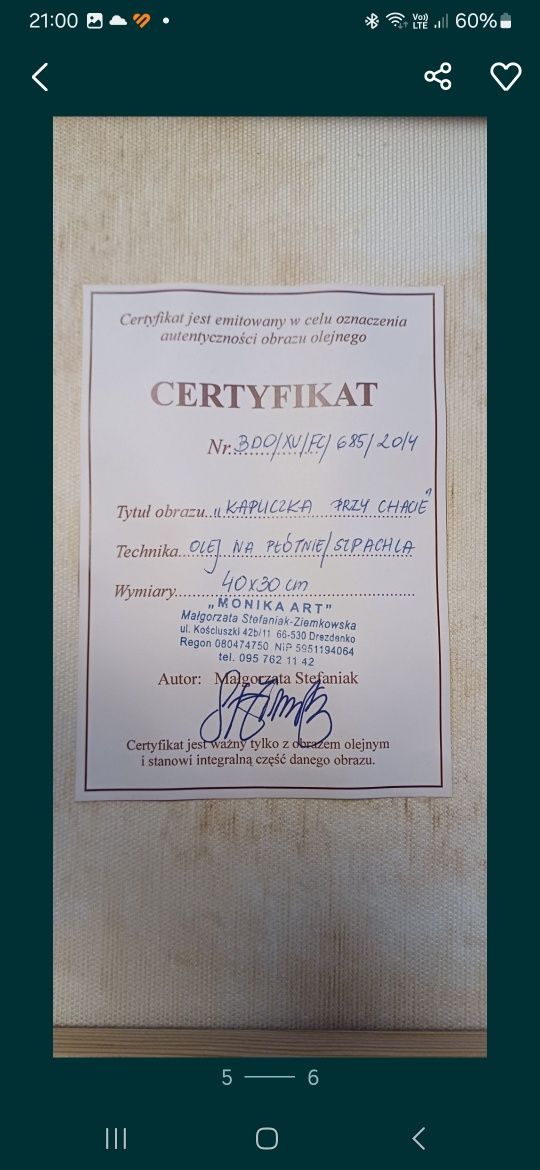 21:00 Vo)) LTE 60%
Certyfikat jest emitowany w celu oznaczenia
autentyczności obrazu olejnego
CERTYFIKAT
Nr. BDO/XV/FC/685/2014
Tytuł obrazu..„KAPLICZKA PRZY CHACIE"
Technika OLEJ NA PŁÓTNIE/SZPACHLA
Wymiary 40x30 cm
„MONIKA ART"
Małgorzata Stefaniak-Ziemkowska
ul. Kościuszki 42b/11 66-530 Drezdenko
Regon 080474750 NIP 5951194064
tel. 095 762 11 42
Autor: Małgorzata Stefaniak
Certyfikat jest ważny tylko z obrazem olejnym
i stanowi integralną część danego obrazu.
5 6